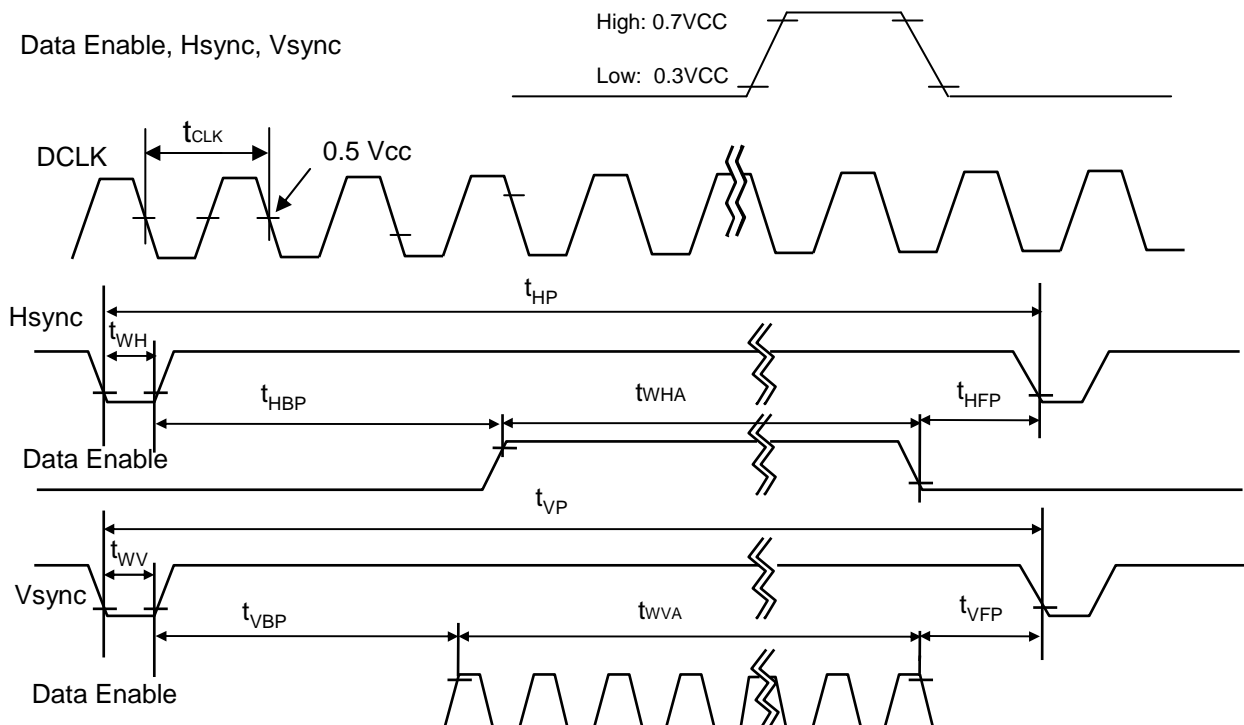 High: 0.7VCC
Data Enable, Hsync, Vsync
Low: 0.3VCC
tCLK
DCLK
0.5 Vcc
tHP
Hsync
tWH
tHBP
tWHA
tHFP
Data Enable
tVP
tWV
Vsync
tVBP
tWVA
tVFP
Data Enable